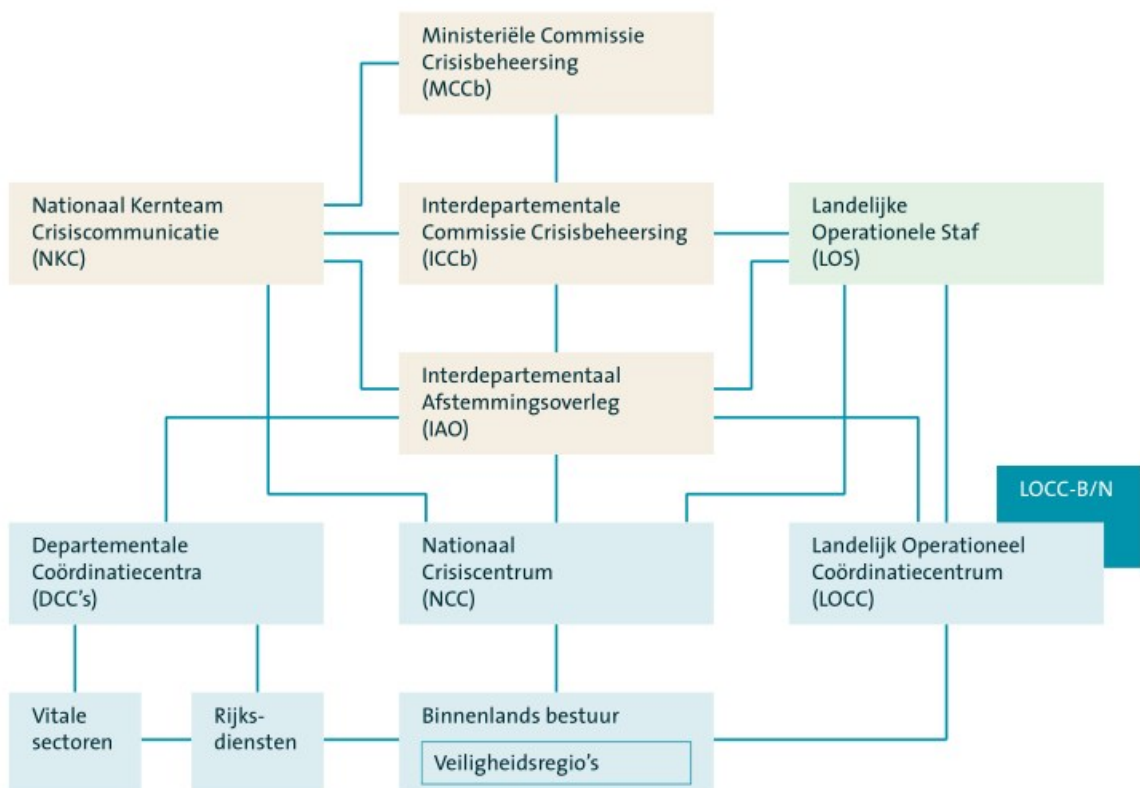 Ministeriële Commissie
Crisisbeheersing
(MCCb)
Nationaal Kernteam
Crisiscommunicatie
(NKC)
Interdepartementale
Commissie Crisisbeheersing
(ICCb)
Landelijke
Operationele Staf
(LOS)
Interdepartementaal
Afstemmingsoverleg
(IAO)
LOCC-B/N
Departementale
Coördinatiecentra
(DCC's)
Nationaal
Crisiscentrum
(NCC)
Landelijk Operationeel
Coördinatiecentrum
(LOCC)
Vitale
sectoren
Rijks-
diensten
Binnenlands bestuur
Veiligheidsregio's